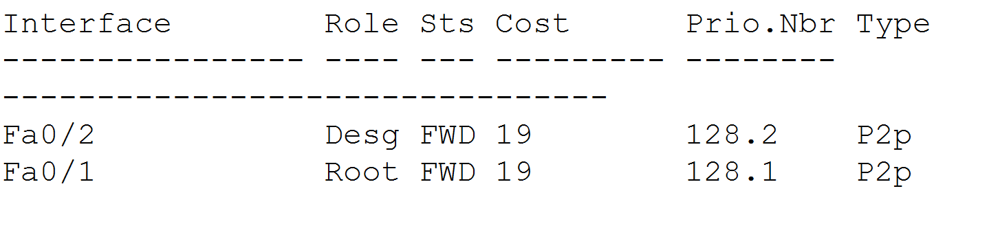 Interface        Role Sts Cost      Prio.Nbr Type
---------------- ---- --- --------- --------
--------------------------------
Fa0/2            Desg FWD 19        128.2    P2p
Fa0/1            Root FWD 19        128.1    P2p